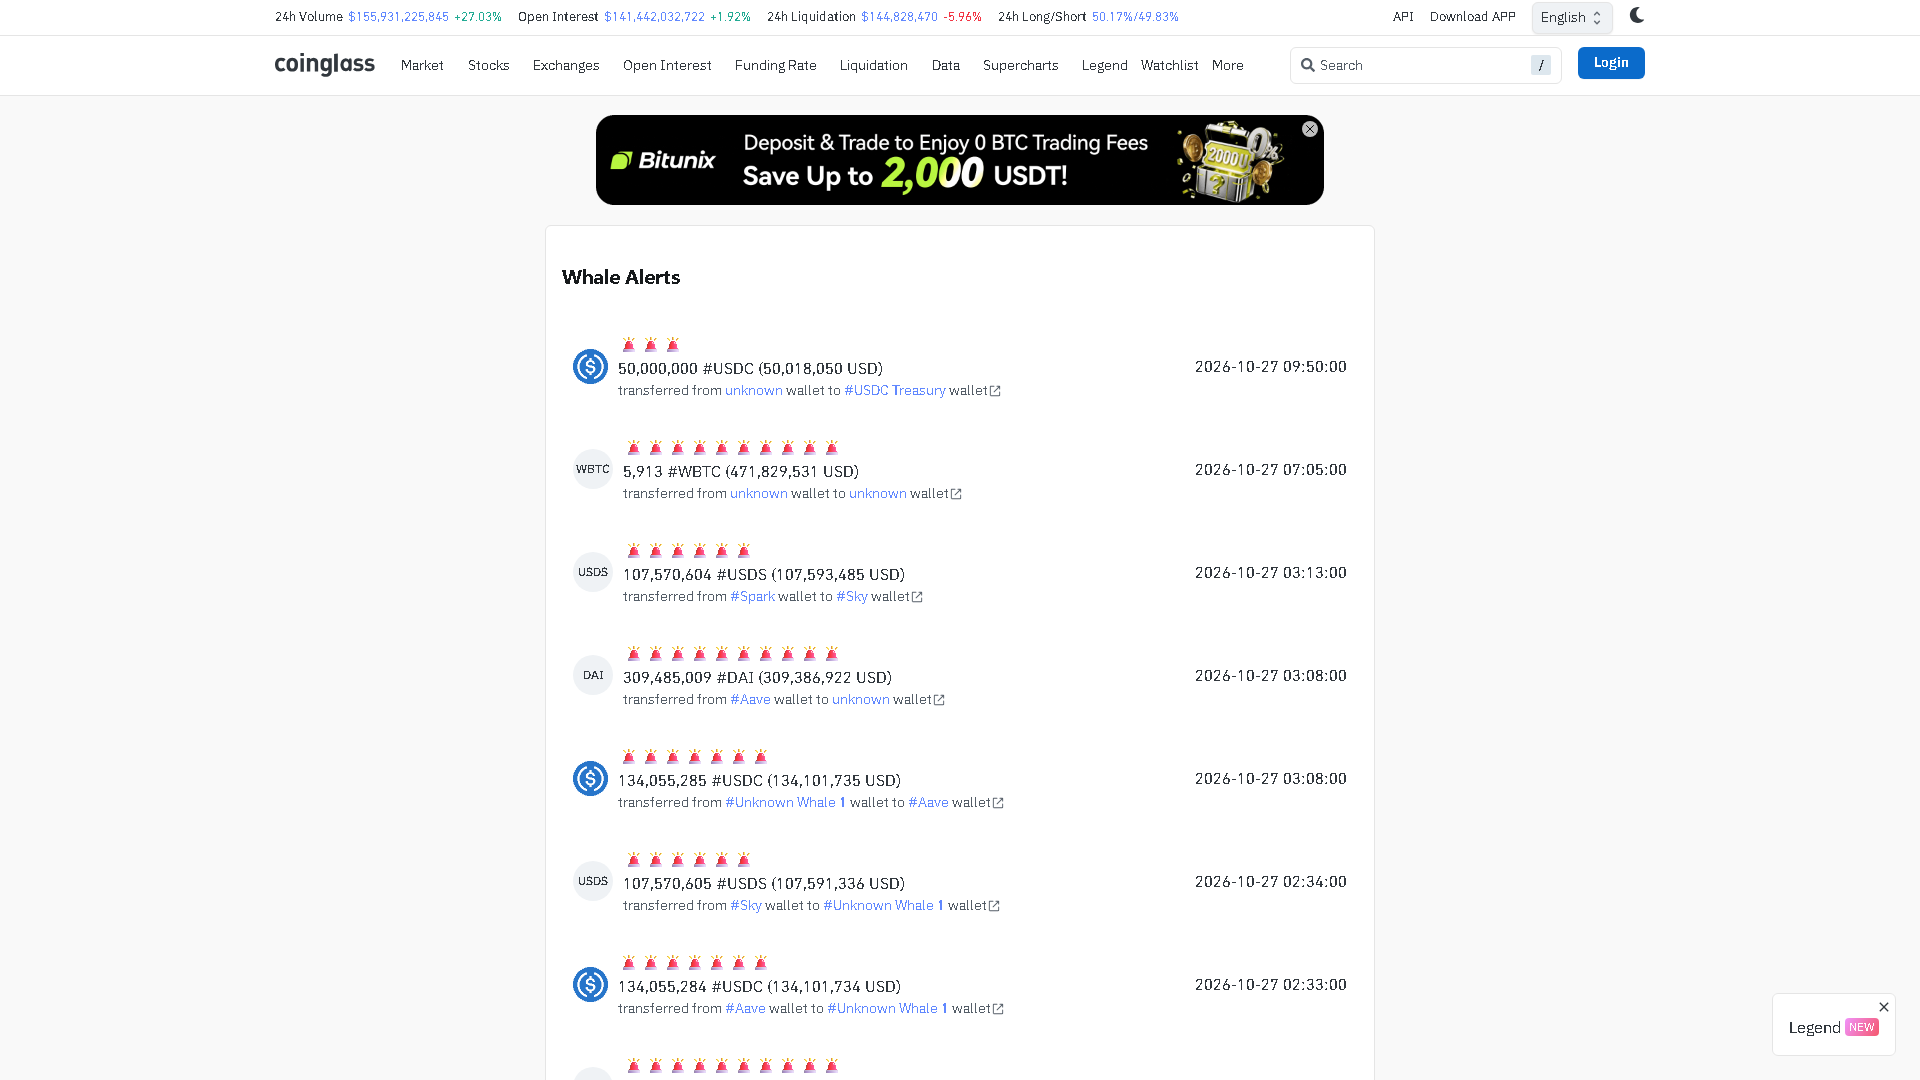 24h Volume $155,931,225,845 +27.03% Open Interest $141,442,032,722 +1.92% 24h Liquidation $144,828,470 -5.96% 24h Long/Short 50.17%/49.83% API Download APP English
coinglass Market Stocks Exchanges Open Interest Funding Rate Liquidation Data Supercharts Legend Watchlist More Search / Login
Bitunix
Deposit & Trade to Enjoy 0 BTC Trading Fees
Save Up to 2,000 USDT!
2000U
0%
?
Whale Alerts
50,000,000 #USDC (50,018,050 USD)
transferred from unknown wallet to #USDC Treasury wallet
2026-10-27 09:50:00
WBTC
5,913 #WBTC (471,829,531 USD)
transferred from unknown wallet to unknown wallet
2026-10-27 07:05:00
USDS
107,570,604 #USDS (107,593,485 USD)
transferred from #Spark wallet to #Sky wallet
2026-10-27 03:13:00
DAI
309,485,009 #DAI (309,386,922 USD)
transferred from #Aave wallet to unknown wallet
2026-10-27 03:08:00
134,055,285 #USDC (134,101,735 USD)
transferred from #Unknown Whale 1 wallet to #Aave wallet
2026-10-27 03:08:00
USDS
107,570,605 #USDS (107,591,336 USD)
transferred from #Sky wallet to #Unknown Whale 1 wallet
2026-10-27 02:34:00
134,055,284 #USDC (134,101,734 USD)
transferred from #Aave wallet to #Unknown Whale 1 wallet
2026-10-27 02:33:00
Legend NEW